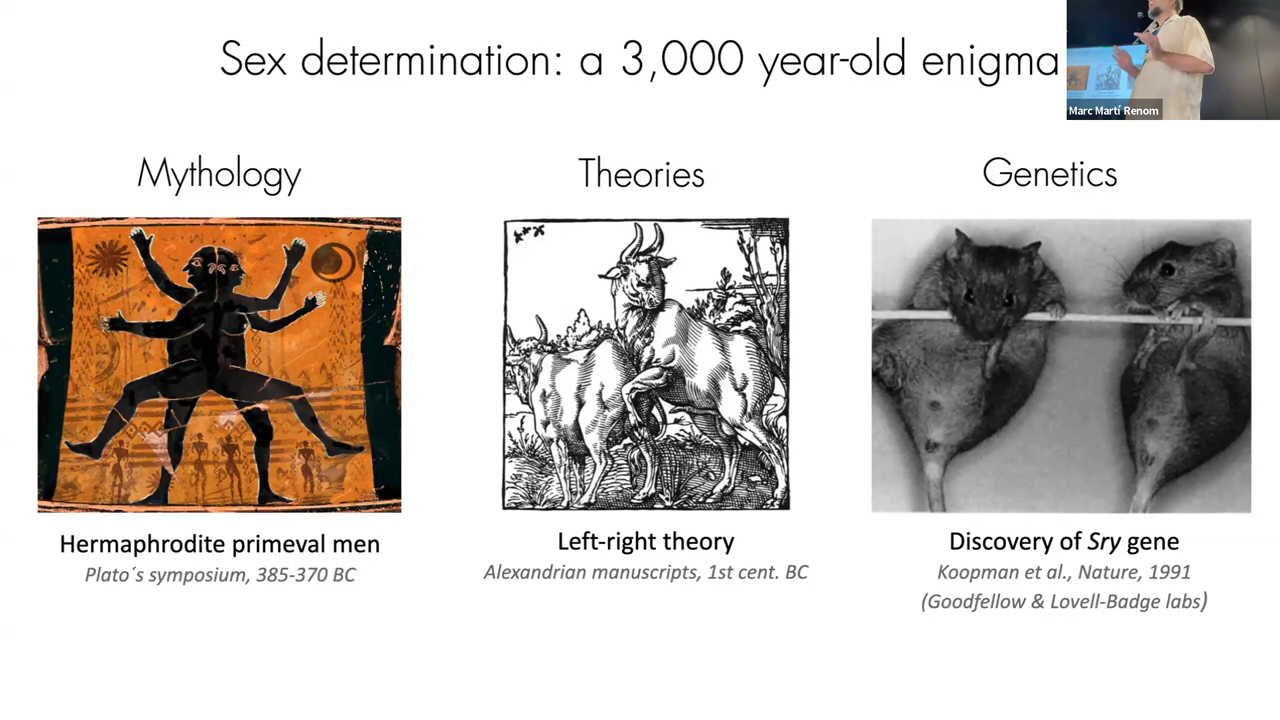 Sex determination: a 3,000 year-old enigma
Marc Martí Renom
Mythology
Theories
Genetics
Hermaphrodite primeval men
Plato´s symposium, 385-370 BC
Left-right theory
Alexandrian manuscripts, 1st cent. BC
Discovery of Sry gene
Koopman et al., Nature, 1991
(Goodfellow & Lovell-Badge labs)